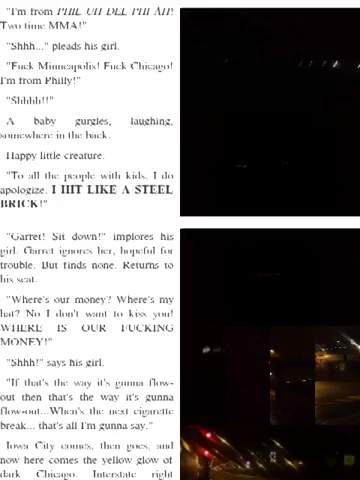 "I'm from PHIL UH DEL PHI AH!
Two time MMA!"
"Shhh..." pleads his girl.
"Fuck Minneapolis! Fuck Chicago!
I'm from Philly!"
"Shhhh!!"
A baby gurgles, laughing,
somewhere in the back.
Happy little creature.
"To all the people with kids, I do
apologize. I HIT LIKE A STEEL
BRICK!"
"Garret! Sit down!" implores his
girl. Garret ignores her, hopeful for
trouble. But finds none. Returns to
his seat.
"Where's our money? Where's my
hat? No I don't want to kiss you!
WHERE IS OUR FUCKING
MONEY!"
"Shhh!" says his girl.
"If that's the way it's gunna flow-
out then that's the way it's gunna
flow-out...When's the next cigarette
break... that's all I'm gunna say."
Iowa City comes, then goes, and
now here comes the yellow glow of
dark Chicago. Interstate right